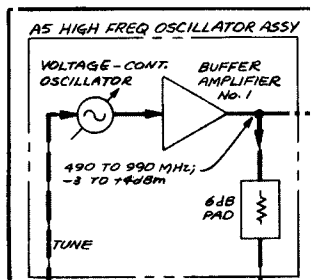 A5 HIGH FREQ OSCILLATOR ASSY
VOLTAGE-CONT.
OSCILLATOR
BUFFER
AMPLIFIER
No. 1
490 TO 990 MHz;
-3 TO +4dBm
6dB
PAD
TUNE